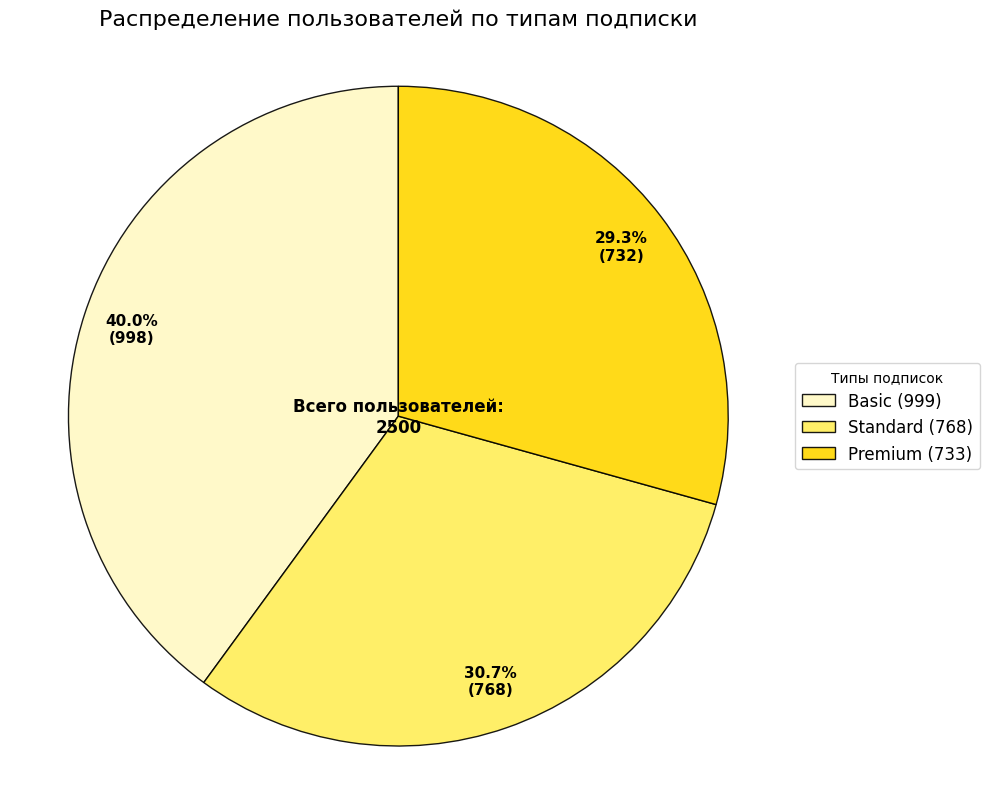 Распределение пользователей по типам подписки
29.3%
(732)
40.0%
(998)
Всего пользователей:
2500
30.7%
(768)
Типы подписок
Basic (999)
Standard (768)
Premium (733)